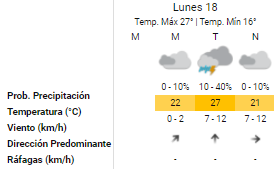 Lunes 18
Temp. Máx 27° | Temp. Mín 16°
M M T N
Prob. Precipitación 0 - 10% 10 - 40% 0 - 10%
Temperatura (°C) 22 27 21
Viento (km/h) 0 - 2 7 - 12 7 - 12
Dirección Predominante
Ráfagas (km/h) - - -